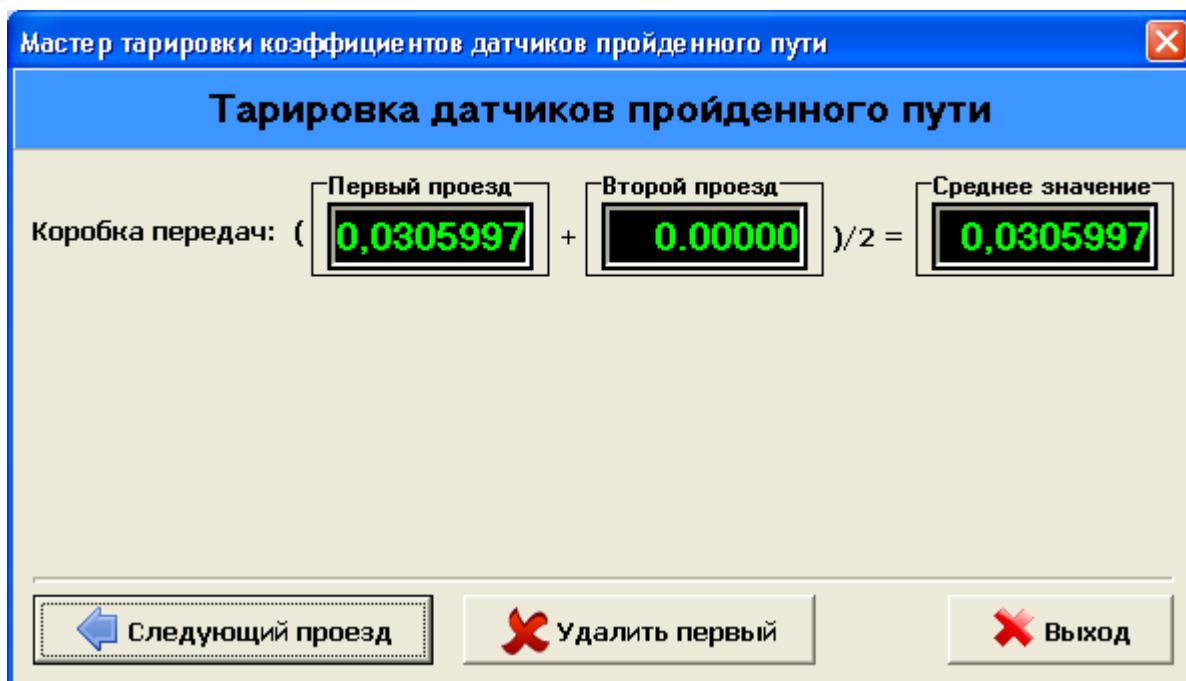 Мастер тарировки коэффициентов датчиков пройденного пути
Тарировка датчиков пройденного пути
Первый проезд Второй проезд Среднее значение
Коробка передач: ( 0,0305997 + 0.00000 )/2 = 0,0305997
Следующий проезд Удалить первый Выход